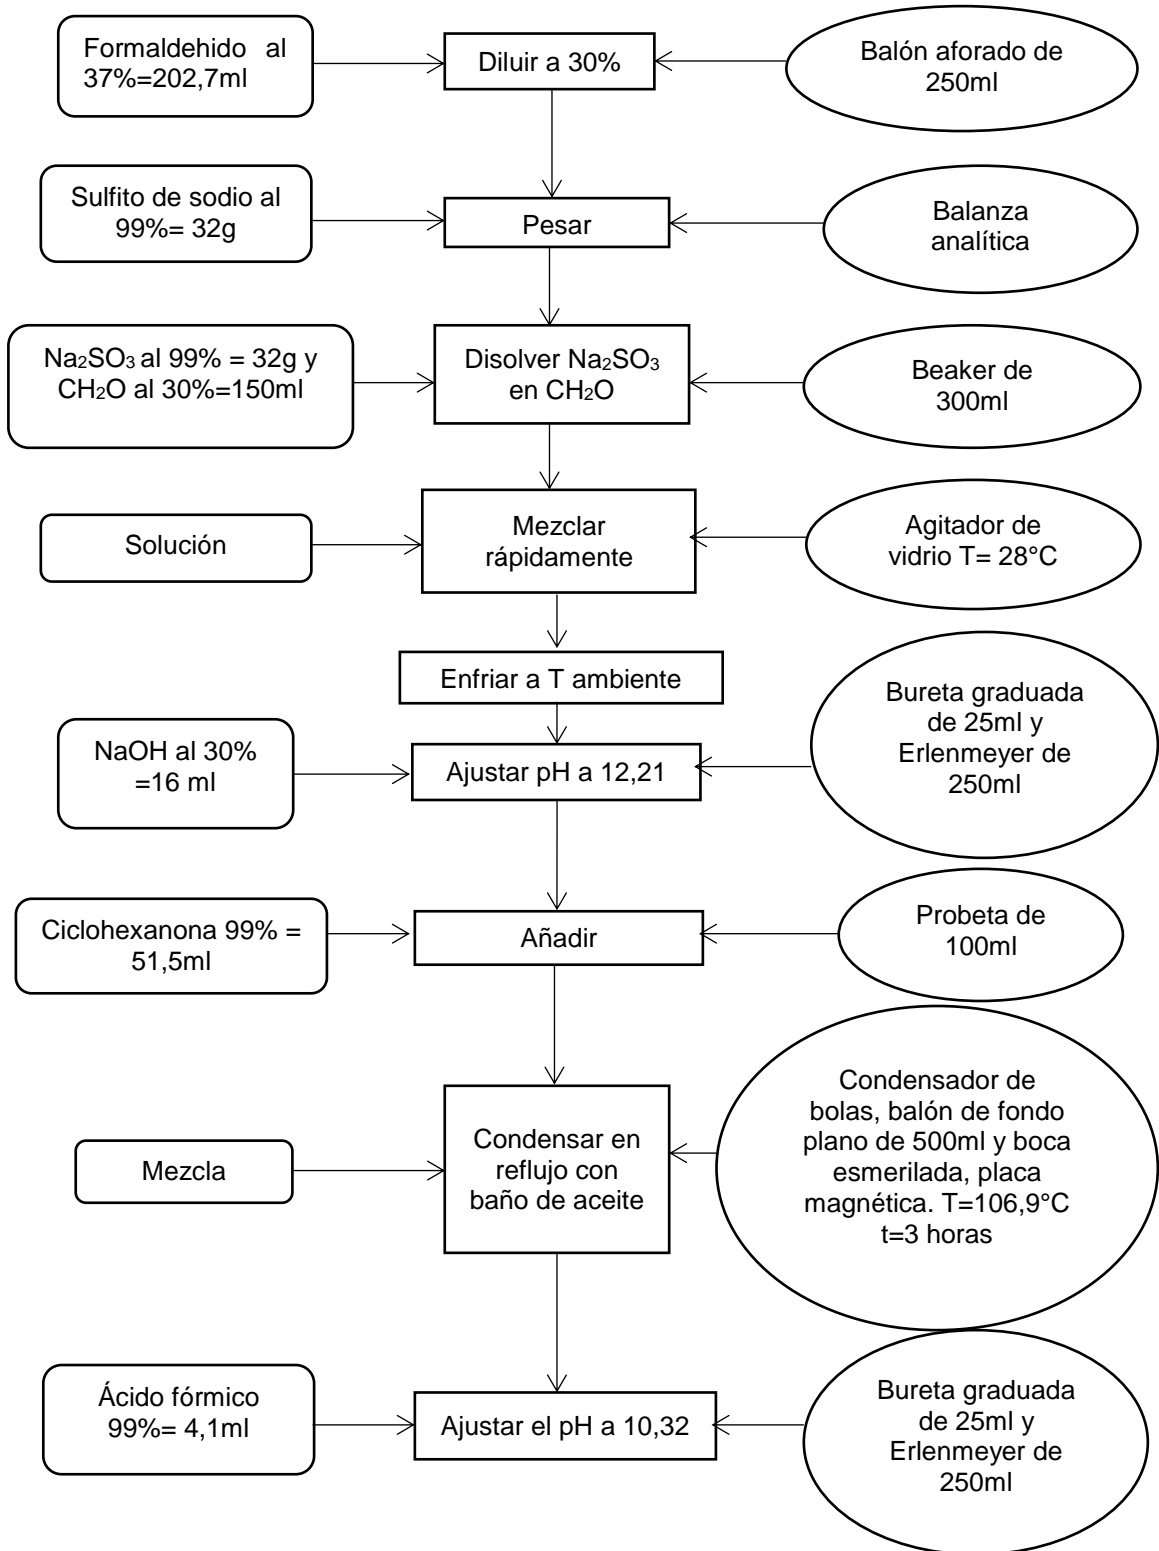 Formaldehido al
37%=202,7ml
Diluir a 30%
Balón aforado de
250ml
Sulfito de sodio al
99%= 32g
Pesar
Balanza
analítica
Na₂SO₃ al 99% = 32g y
CH₂O al 30%=150ml
Disolver Na₂SO₃
en CH₂O
Beaker de
300ml
Solución
Mezclar
rápidamente
Agitador de
vidrio T= 28°C
Enfriar a T ambiente
NaOH al 30%
=16 ml
Ajustar pH a 12,21
Bureta graduada
de 25ml y
Erlenmeyer de
250ml
Ciclohexanona 99% =
51,5ml
Añadir
Probeta de
100ml
Mezcla
Condensar en
reflujo con
baño de aceite
Condensador de
bolas, balón de fondo
plano de 500ml y boca
esmerilada, placa
magnética. T=106,9°C
t=3 horas
Ácido fórmico
99%= 4,1ml
Ajustar el pH a 10,32
Bureta graduada
de 25ml y
Erlenmeyer de
250ml